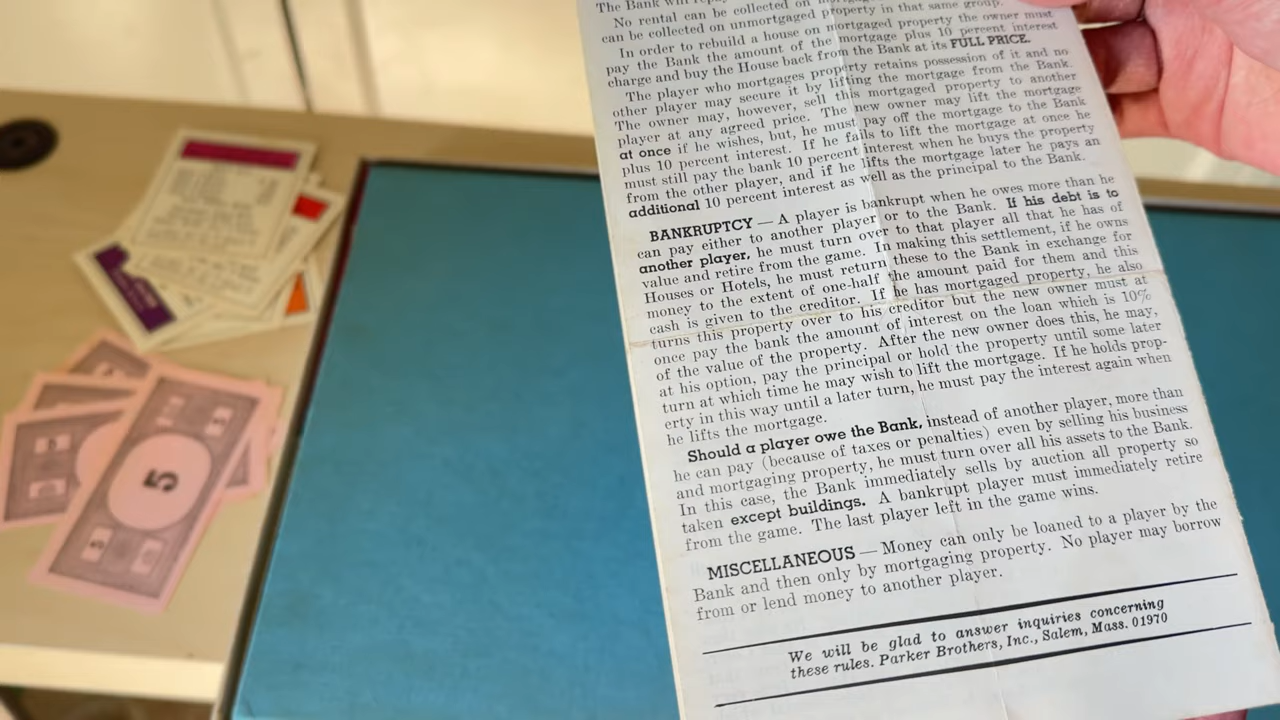 The Bank will repay
No rental can be collected on mortgaged property in that same group.
can be collected on unmortgaged property
In order to rebuild a house on mortgaged property the owner must
pay the Bank the amount of the mortgage plus 10 percent interest
charge and buy the House back from the Bank at its FULL PRICE.
The player who mortgages property retains possession of it and no
other player may secure it by lifting the mortgage from the Bank.
The owner may, however, sell this mortgaged property to another
player at any agreed price. The new owner may lift the mortgage
at once if he wishes, but, he must pay off the mortgage to the Bank
plus 10 percent interest. If he fails to lift the mortgage at once he
must still pay the bank 10 percent interest when he buys the property
from the other player, and if he lifts the mortgage later he pays an
additional 10 percent interest as well as the principal to the Bank.
BANKRUPTCY — A player is bankrupt when he owes more than he
can pay either to another player or to the Bank. If his debt is to
another player, he must turn over to that player all that he has of
value and retire from the game. In making this settlement, if he owns
Houses or Hotels, he must return these to the Bank in exchange for
money to the extent of one-half the amount paid for them and this
cash is given to the creditor. If he has mortgaged property, he also
turns this property over to his creditor but the new owner must at
once pay the bank the amount of interest on the loan which is 10%
of the value of the property. After the new owner does this, he may,
at his option, pay the principal or hold the property until some later
turn at which time he may wish to lift the mortgage. If he holds prop-
erty in this way until a later turn, he must pay the interest again when
he lifts the mortgage.
Should a player owe the Bank, instead of another player, more than
he can pay (because of taxes or penalties) even by selling his business
and mortgaging property, he must turn over all his assets to the Bank.
In this case, the Bank immediately sells by auction all property so
taken except buildings. A bankrupt player must immediately retire
from the game. The last player left in the game wins.
MISCELLANEOUS — Money can only be loaned to a player by the
Bank and then only by mortgaging property. No player may borrow
from or lend money to another player.
We will be glad to answer inquiries concerning
these rules. Parker Brothers, Inc., Salem, Mass. 01970
5
5
5